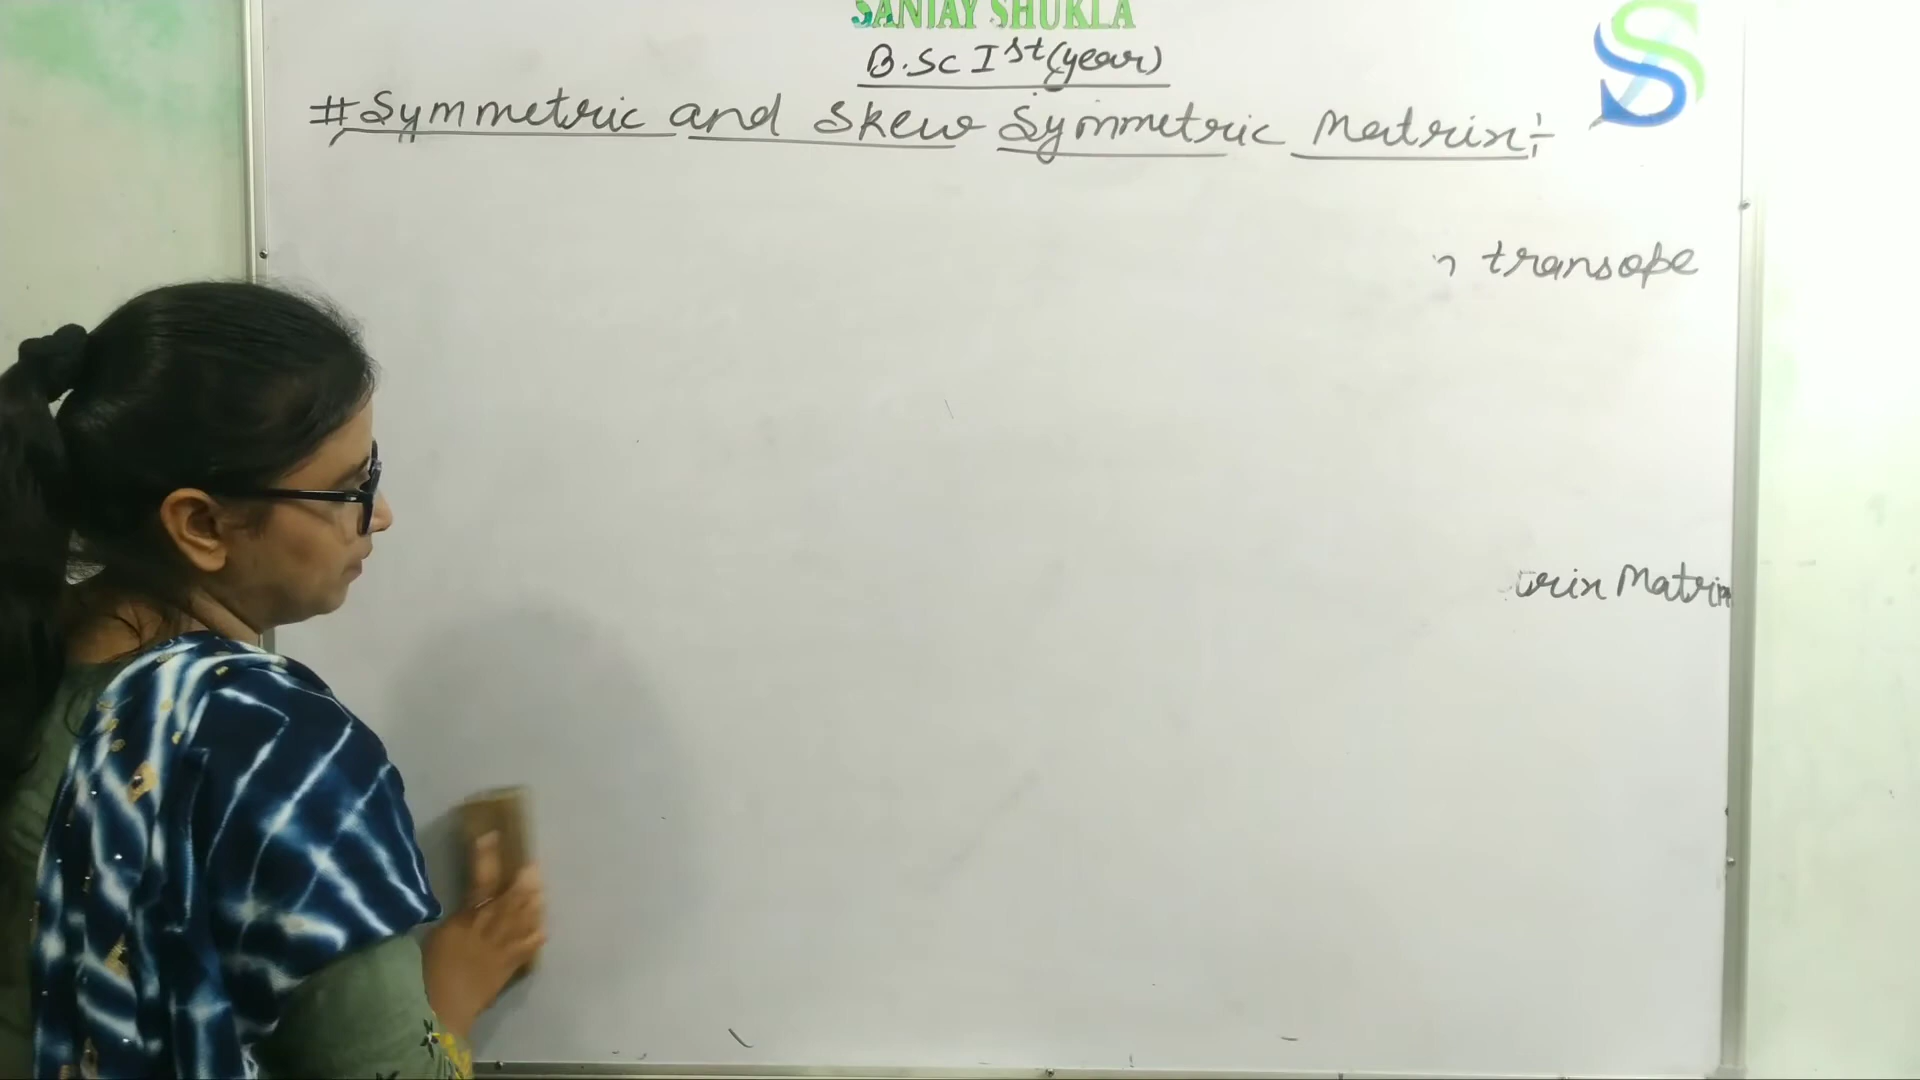 SANJAY SHUKLA
B.Sc Ist (year)
# Symmetric and Skew Symmetric Matrix:-
transope
Matrix